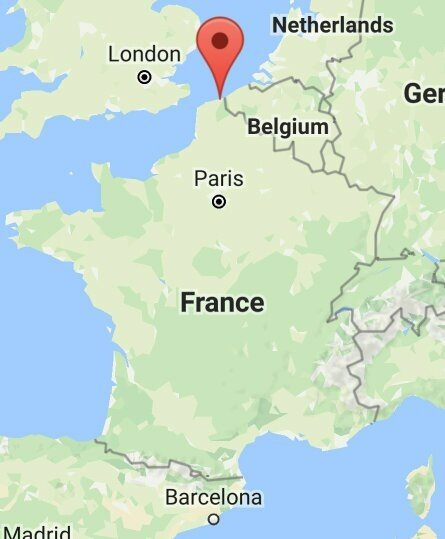 Netherlands
London
Ger
Belgium
Paris
France
Barcelona
Madrid